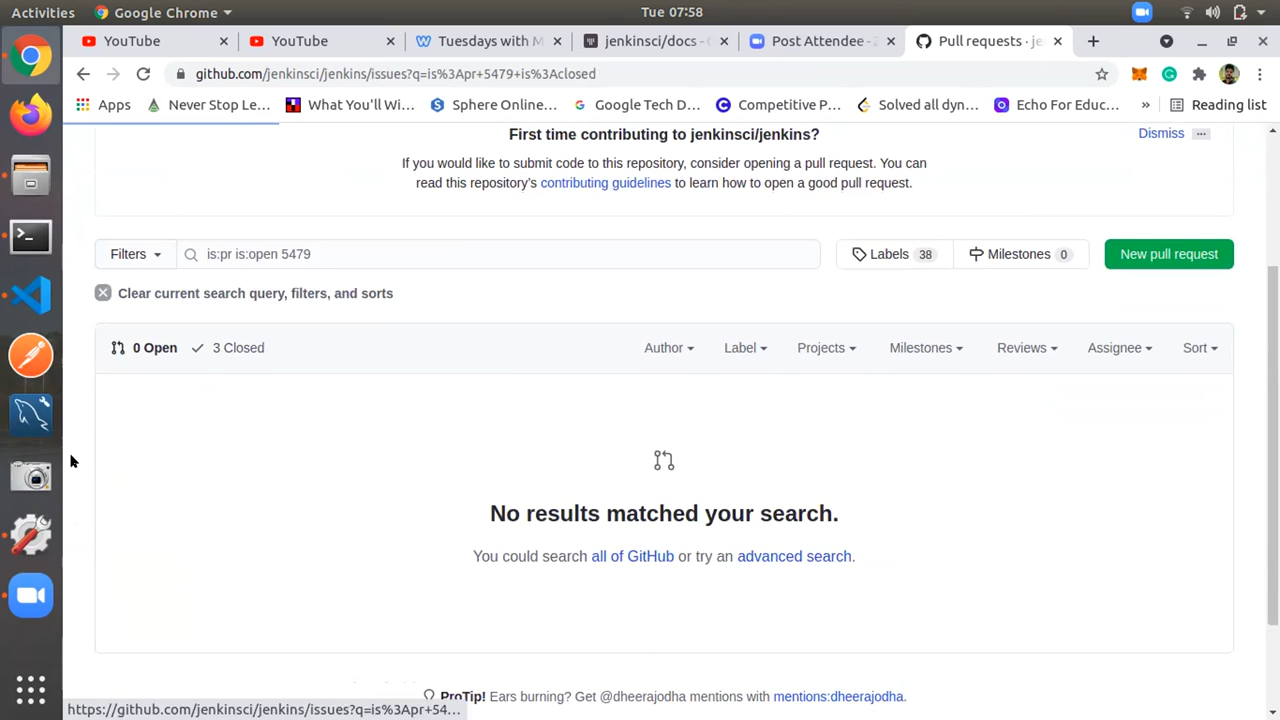 Activities Google Chrome Tue 07:58
YouTube YouTube Tuesdays with M jenkinsci/docs - Post Attendee - Z Pull requests · je
github.com/jenkinsci/jenkins/issues?q=is%3Apr+5479+is%3Aclosed
Apps Never Stop Le... What You'll Wi... Sphere Online... Google Tech D... Competitive P... Solved all dyn... Echo For Educ... » Reading list
First time contributing to jenkinsci/jenkins? Dismiss
If you would like to submit code to this repository, consider opening a pull request. You can
read this repository's contributing guidelines to learn how to open a good pull request.
Filters is:pr is:open 5479 Labels 38 Milestones 0 New pull request
Clear current search query, filters, and sorts
0 Open 3 Closed Author Label Projects Milestones Reviews Assignee Sort
No results matched your search.
You could search all of GitHub or try an advanced search.
ProTip! Ears burning? Get @dheerajodha mentions with mentions:dheerajodha.
https://github.com/jenkinsci/jenkins/issues?q=is%3Apr+54...